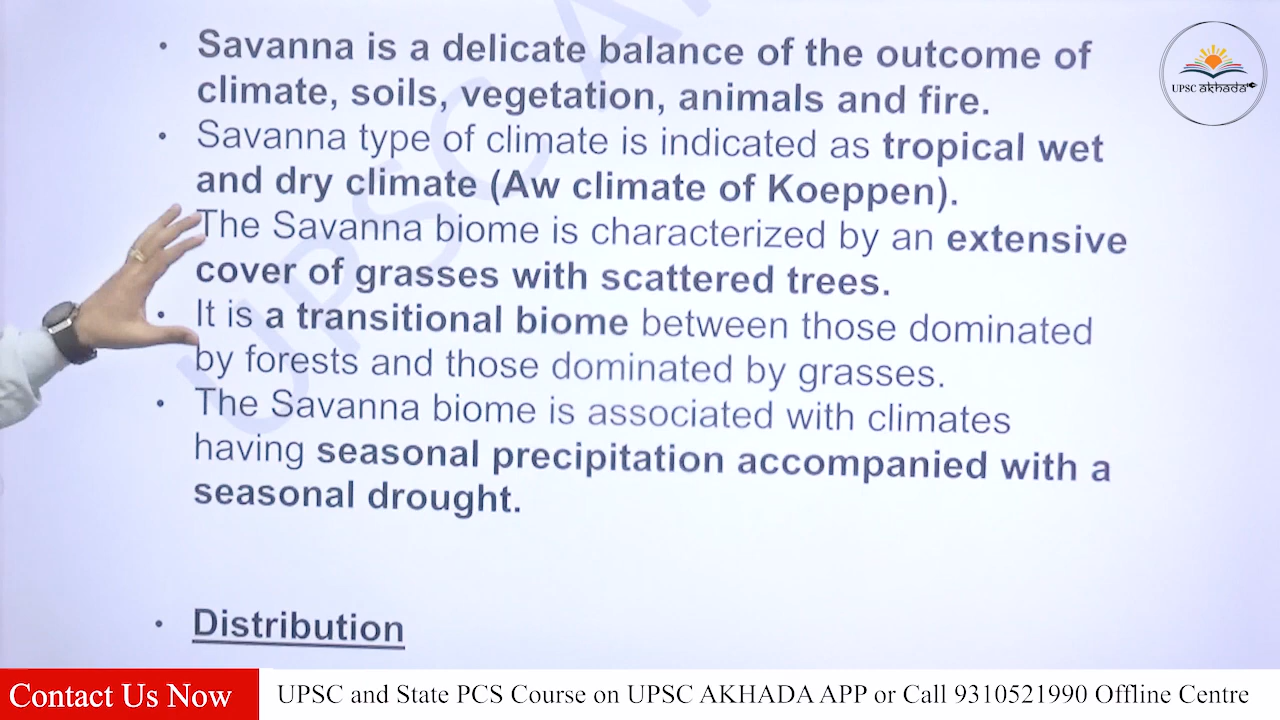 • Savanna is a delicate balance of the outcome of
climate, soils, vegetation, animals and fire.
• Savanna type of climate is indicated as tropical wet
and dry climate (Aw climate of Koeppen).
The Savanna biome is characterized by an extensive
cover of grasses with scattered trees.
• It is a transitional biome between those dominated
by forests and those dominated by grasses.
• The Savanna biome is associated with climates
having seasonal precipitation accompanied with a
seasonal drought.
• Distribution
UPSC akhada
UPSC A
Contact Us Now
UPSC and State PCS Course on UPSC AKHADA APP or Call 9310521990 Offline Centre